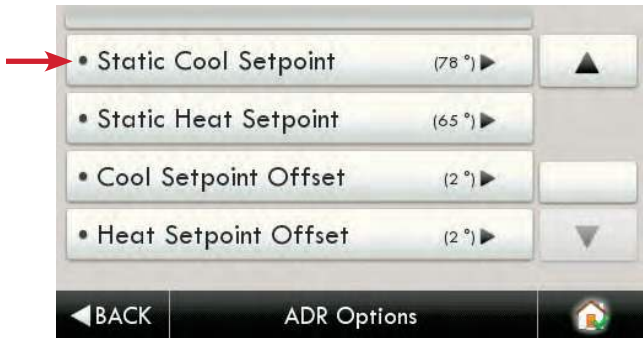 • Static Cool Setpoint (78 °)▶
• Static Heat Setpoint (65 °)▶
• Cool Setpoint Offset (2 °)▶
• Heat Setpoint Offset (2 °)▶
◀BACK ADR Options